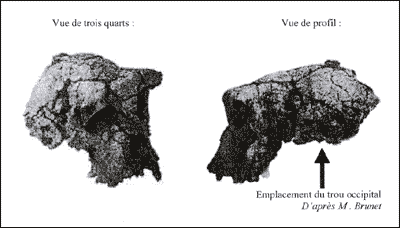 Vue de trois quarts :
Vue de profil :
Emplacement du trou occipital
D'après M. Brunet